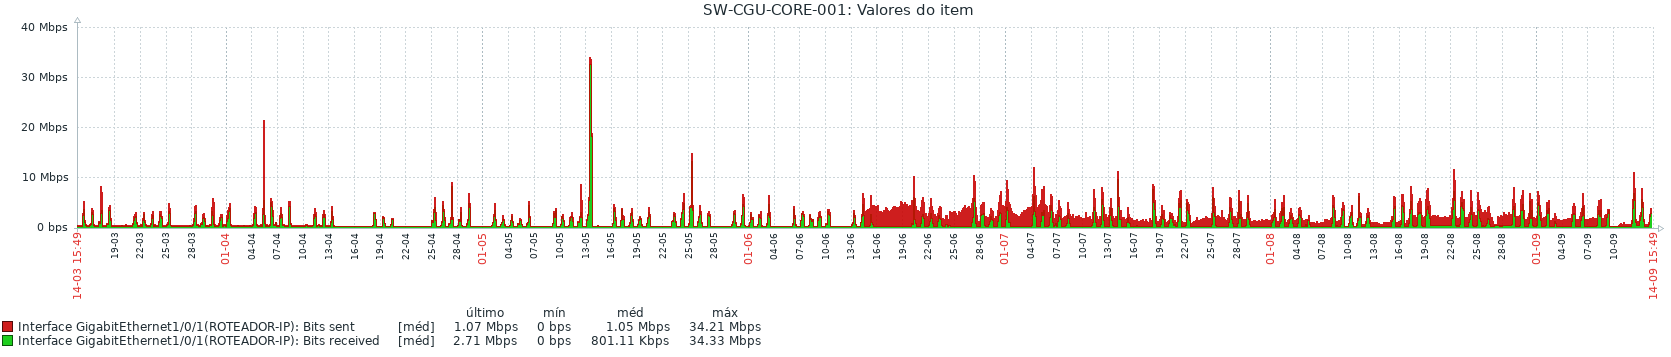 SW-CGU-CORE-001: Valores do item
40 Mbps
30 Mbps
20 Mbps
10 Mbps
0 bps
14-03 15:49 19-03 22-03 25-03 28-03 01-04 04-04 07-04 10-04 13-04 16-04 19-04 22-04 25-04 28-04 01-05 04-05 07-05 10-05 13-05 16-05 19-05 22-05 25-05 28-05 01-06 04-06 07-06 10-06 13-06 16-06 19-06 22-06 25-06 28-06 01-07 04-07 07-07 10-07 13-07 16-07 19-07 22-07 25-07 28-07 01-08 04-08 07-08 10-08 13-08 16-08 19-08 22-08 25-08 28-08 01-09 04-09 07-09 10-09 14-09 15:49
último mín méd máx
Interface GigabitEthernet1/0/1(ROTEADOR-IP): Bits sent [méd] 1.07 Mbps 0 bps 1.05 Mbps 34.21 Mbps
Interface GigabitEthernet1/0/1(ROTEADOR-IP): Bits received [méd] 2.71 Mbps 0 bps 801.11 Kbps 34.33 Mbps